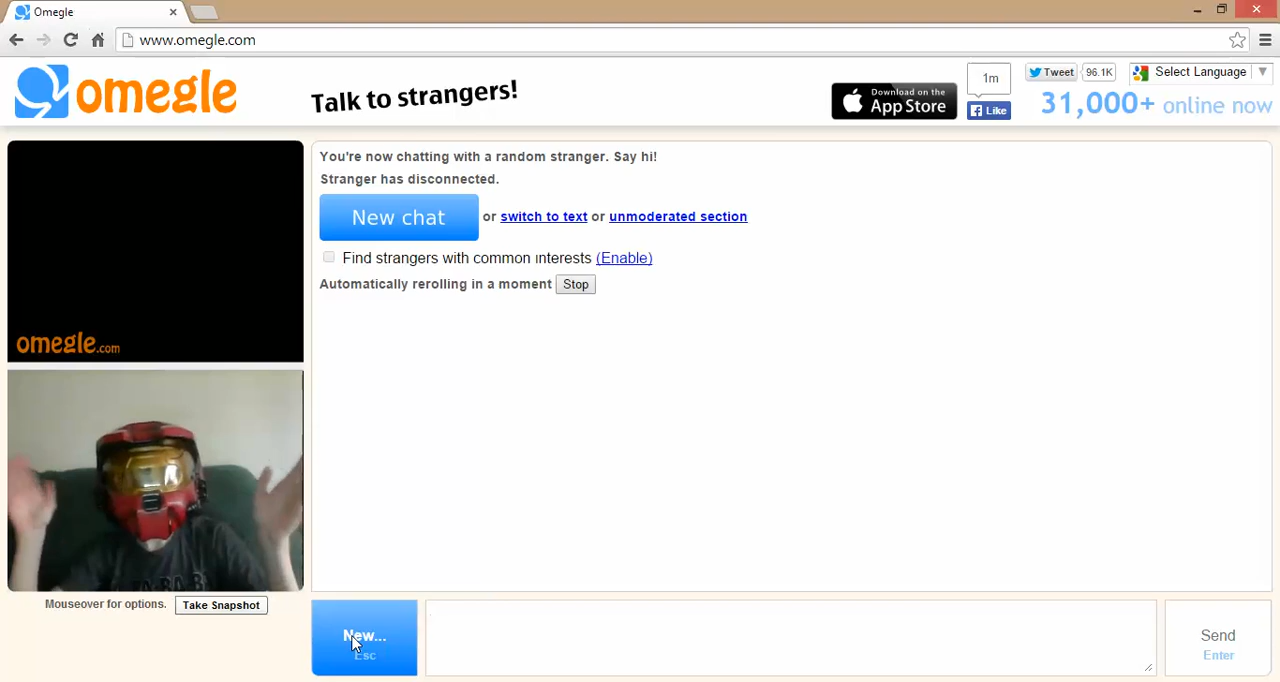 Omegle
www.omegle.com
omegle
Talk to strangers!
Download on the
App Store
1m
Like
Tweet
96.1K
Select Language
31,000+ online now
You're now chatting with a random stranger. Say hi!
Stranger has disconnected.
New chat or switch to text or unmoderated section
Find strangers with common interests (Enable)
Automatically rerolling in a moment Stop
omegle.com
Mouseover for options. Take Snapshot
New...
Esc
Send
Enter